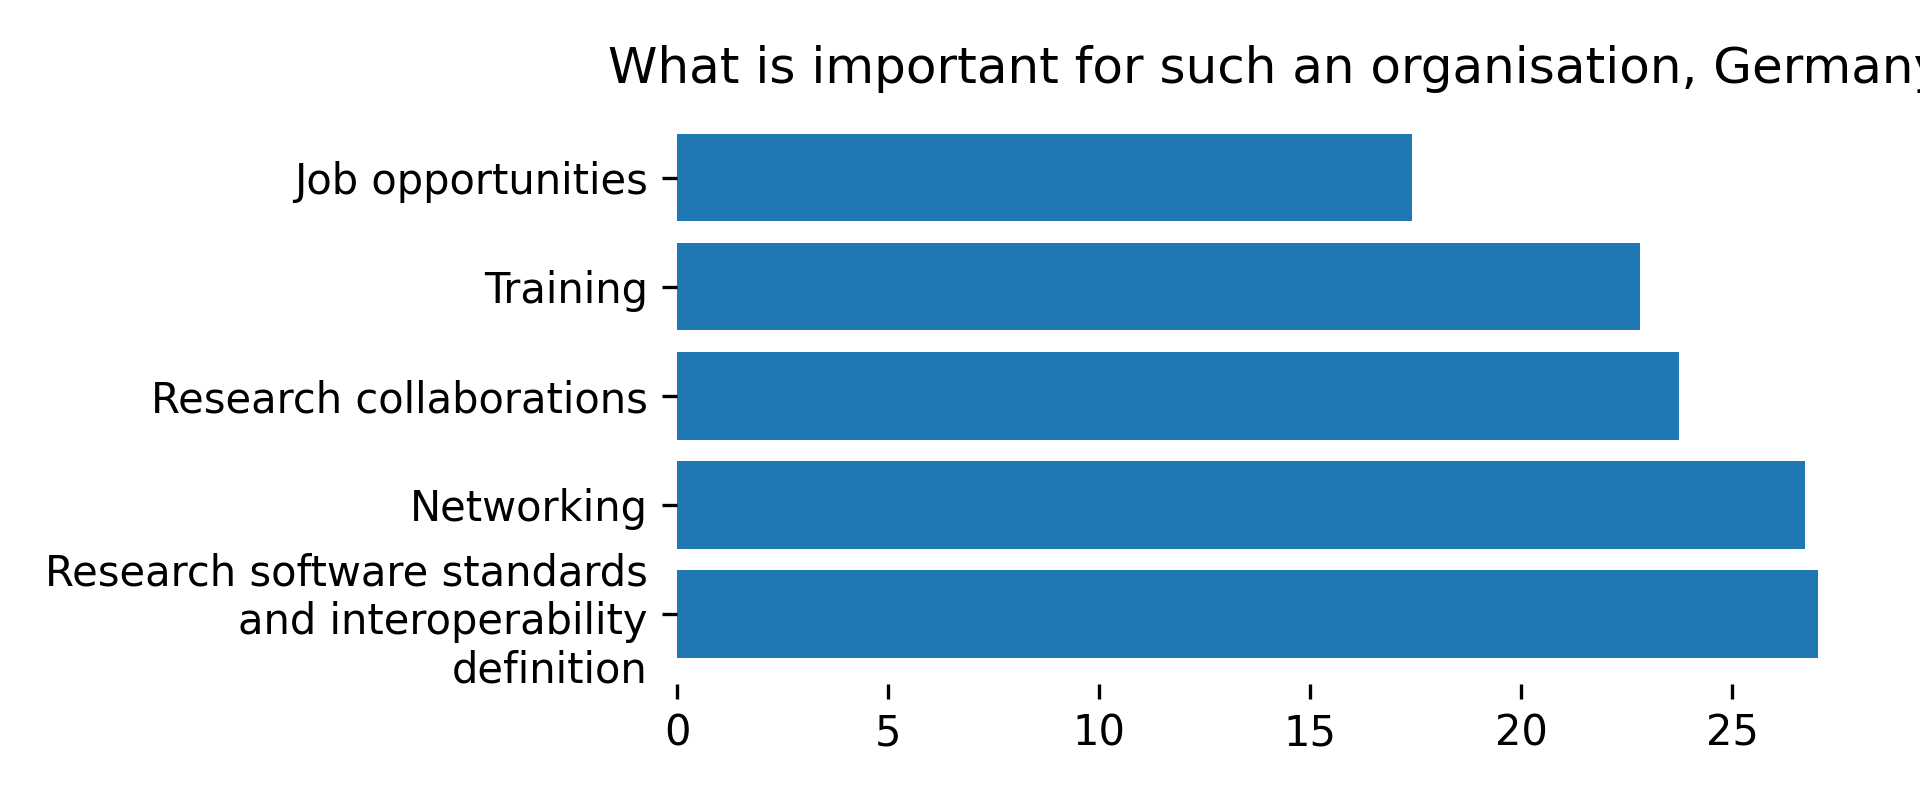 What is important for such an organisation, Germany
Job opportunities
Training
Research collaborations
Networking
Research software standards
and interoperability
definition
0 5 10 15 20 25